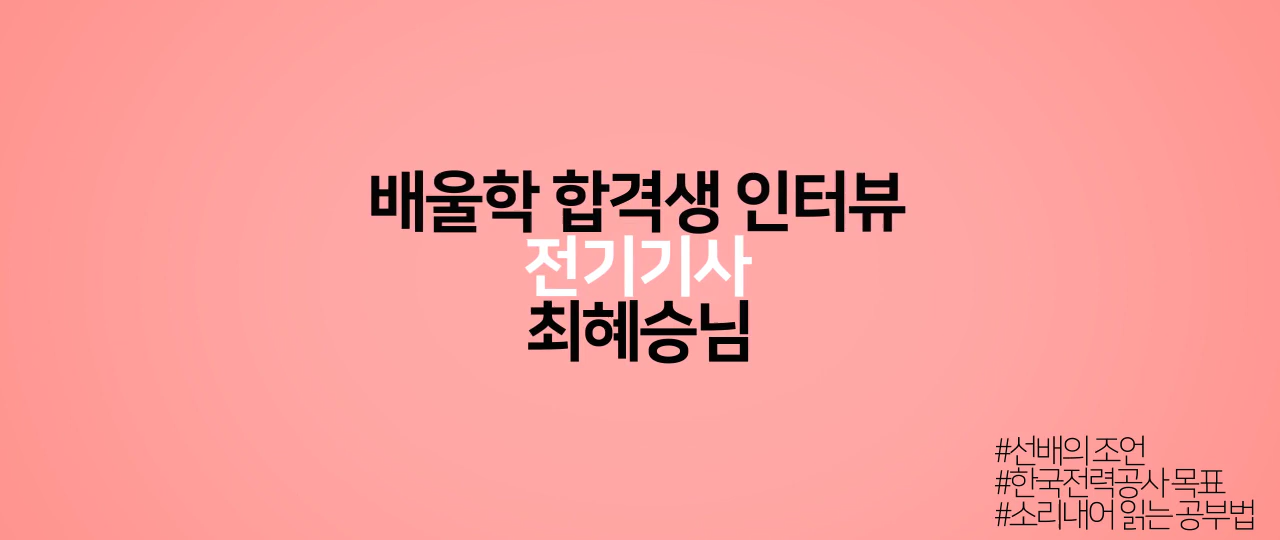 배울학 합격생 인터뷰
전기기사
최혜승님
#선배의 조언
#한국전력공사 목표
#소리내어 읽는 공부법